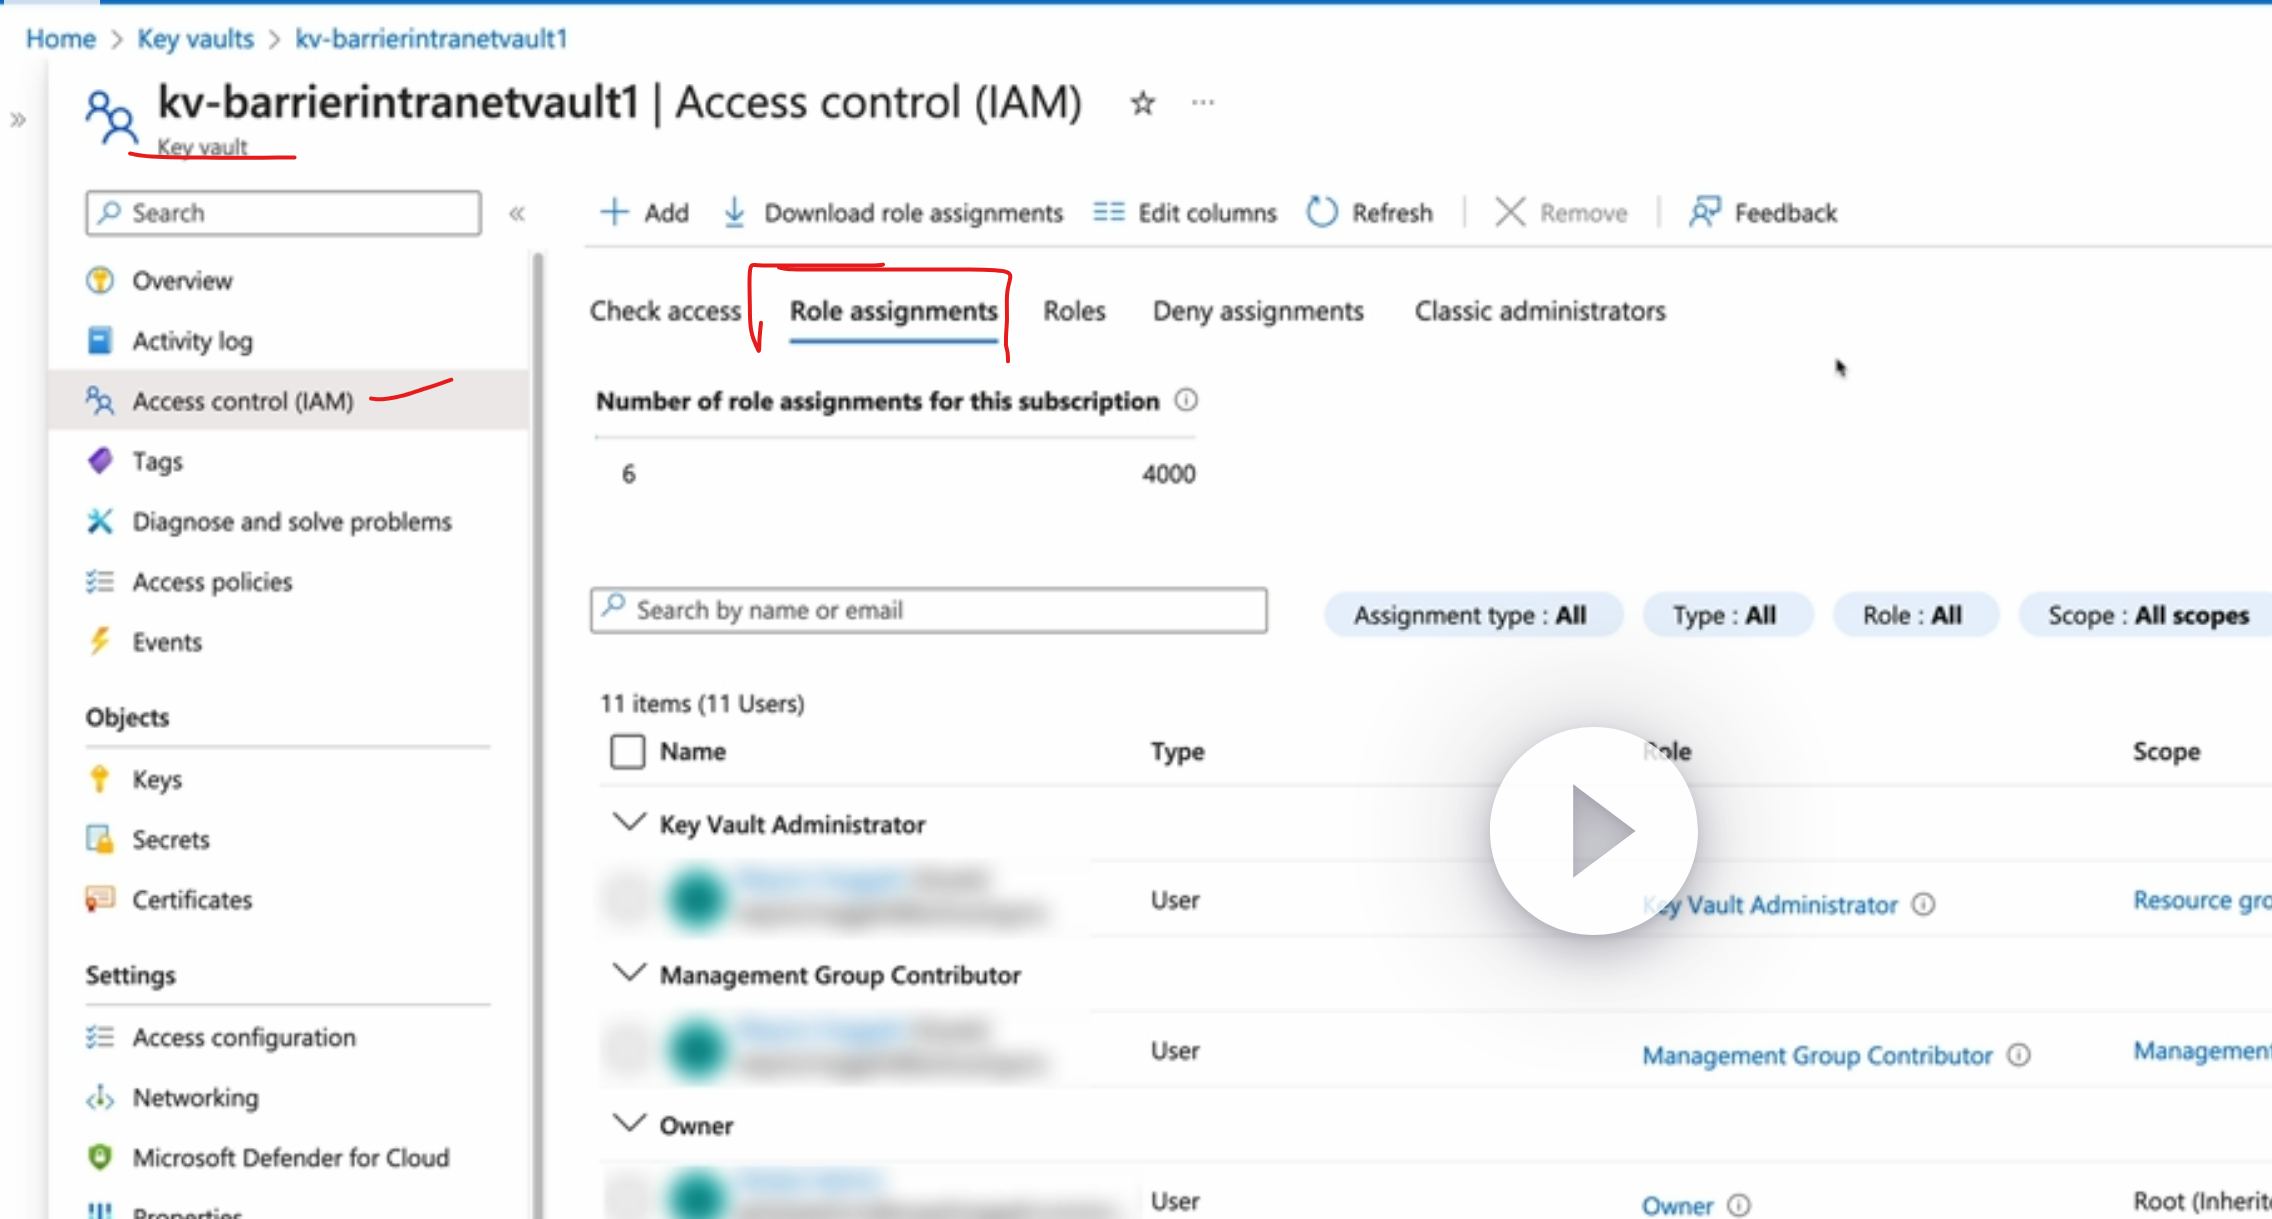 Home > Key vaults > kv-barrierintranetvault1
kv-barrierintranetvault1 | Access control (IAM)
Key vault
Search
Add
Download role assignments
Edit columns
Refresh
Remove
Feedback
Overview
Activity log
Access control (IAM)
Tags
Diagnose and solve problems
Access policies
Events
Objects
Keys
Secrets
Certificates
Settings
Access configuration
Networking
Microsoft Defender for Cloud
Properties
Check access
Role assignments
Roles
Deny assignments
Classic administrators
Number of role assignments for this subscription
6
4000
Search by name or email
Assignment type : All
Type : All
Role : All
Scope : All scopes
11 items (11 Users)
Name
Type
Role
Scope
Key Vault Administrator
User
Key Vault Administrator
Resource gro
Management Group Contributor
User
Management Group Contributor
Management
Owner
User
Owner
Root (Inherite